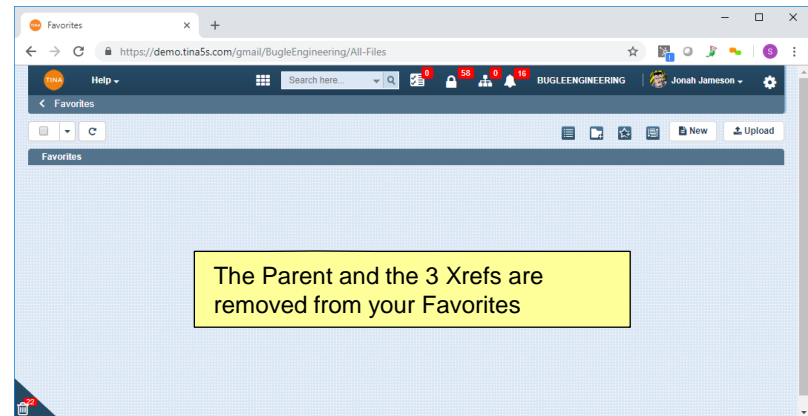 Favorites
https://demo.tina5s.com/gmail/BugleEngineering/All-Files
S
TINA Help Search here... 0 58 0 16 BUGLEENGINEERING Jonah Jameson
Favorites
New Upload
Favorites
The Parent and the 3 Xrefs are
removed from your Favorites
22